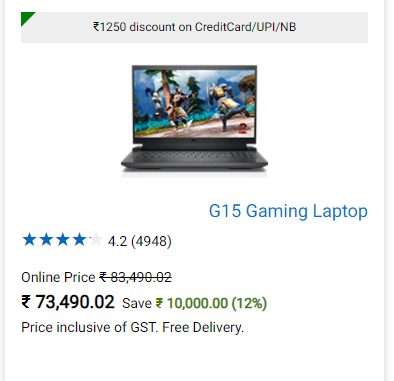 ₹1250 discount on CreditCard/UPI/NB
G15 Gaming Laptop
4.2 (4948)
Online Price ₹ 83,490.02
₹ 73,490.02 Save ₹ 10,000.00 (12%)
Price inclusive of GST. Free Delivery.